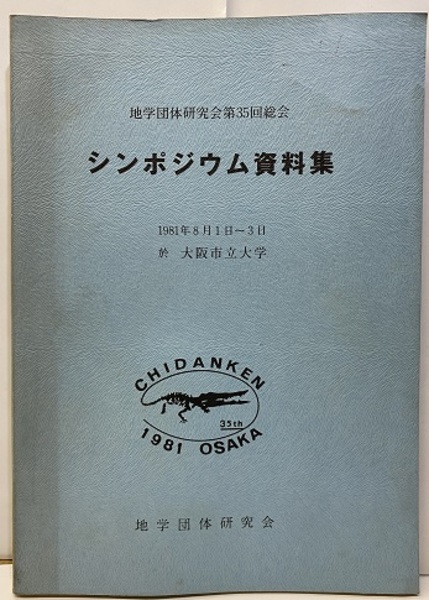 地学団体研究会第35回総会
シンポジウム資料集
1981年8月1日〜3日
於 大阪市立大学
CHIDANKEN
35th
1981 OSAKA
地学団体研究会